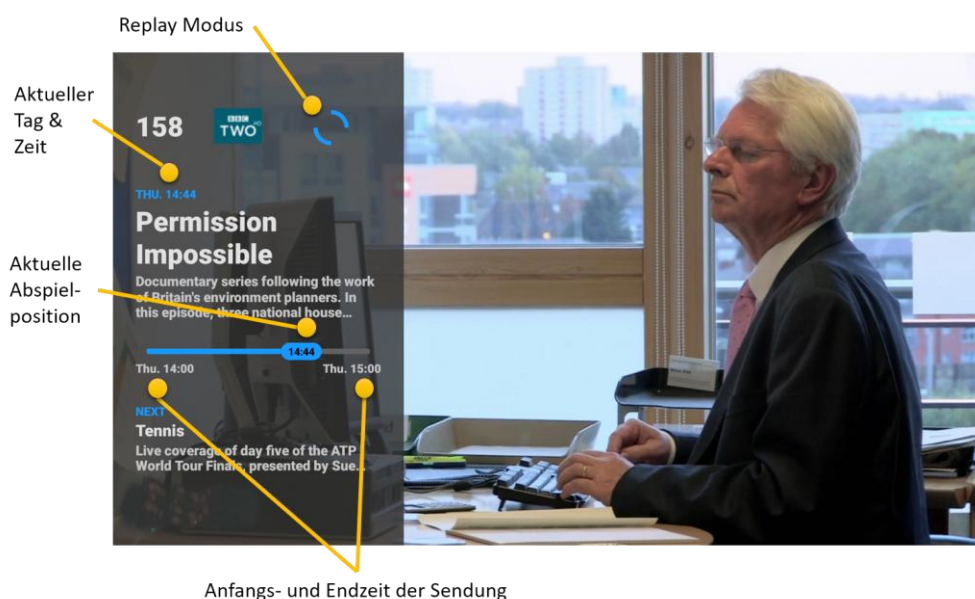 Replay Modus
Aktueller
Tag &
Zeit
158
BBC
TWO HD
THU. 14:44
Permission
Impossible
Aktuelle
Abspiel-
position
Documentary series following the work
of Britain's environment planners. In
this episode, three national house...
14:44
Thu. 14:00
Thu. 15:00
NEXT
Tennis
Live coverage of day five of the ATP
World Tour Finals, presented by Sue...
Anfangs- und Endzeit der Sendung